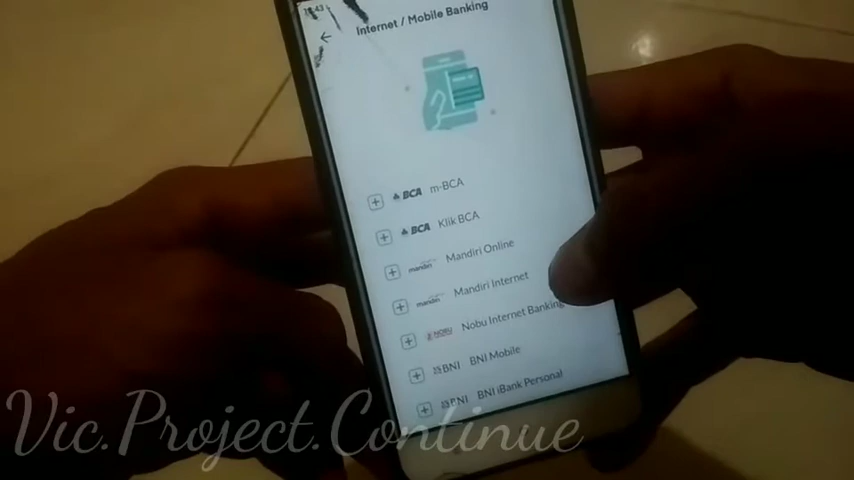 Internet / Mobile Banking
BCA m-BCA
BCA Klik BCA
mandiri Mandiri Online
mandiri Mandiri Internet
NOBU Nobu Internet Banking
BNI BNI Mobile
BNI BNI iBank Personal
Vic.Project.Continue